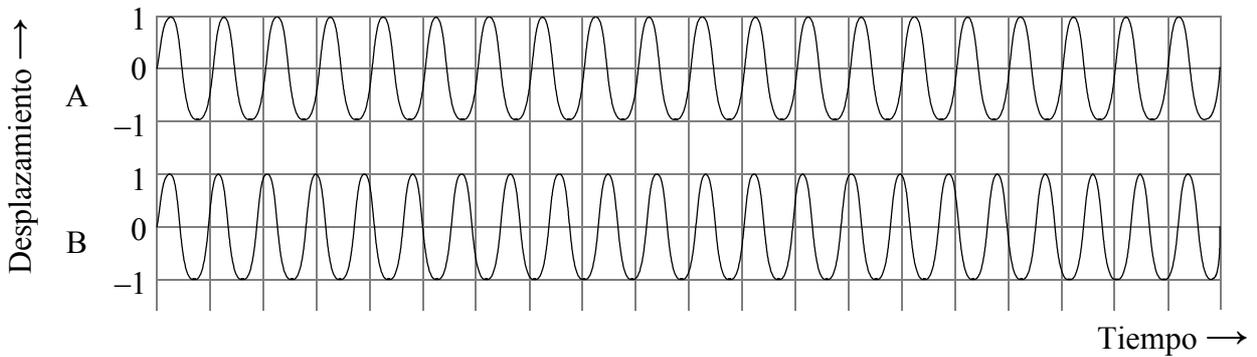 Desplazamiento →
A
1
0
–1
B
1
0
–1
Tiempo →